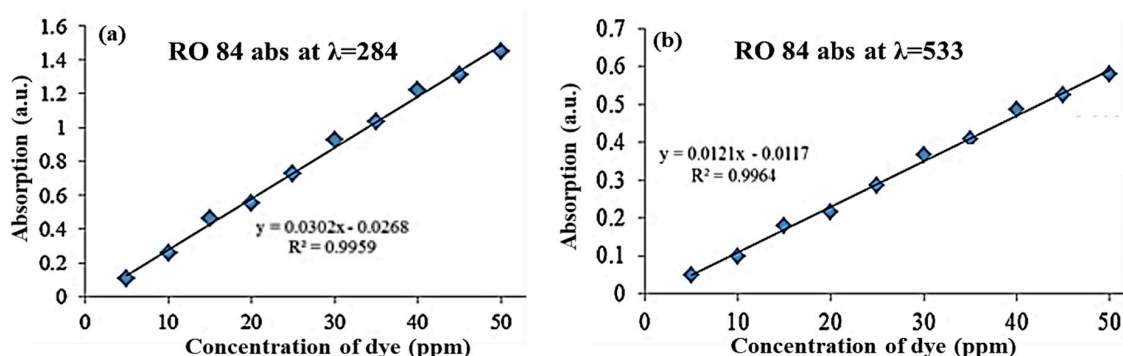 (a)
RO 84 abs at λ=284
Absorption (a.u.)
1.6
1.4
1.2
1
0.8
0.6
0.4
0.2
0
y = 0.0302x - 0.0268
R² = 0.9959
0 10 20 30 40 50
Concentration of dye (ppm)
(b)
RO 84 abs at λ=533
Absorption (a.u.)
0.7
0.6
0.5
0.4
0.3
0.2
0.1
0
y = 0.0121x - 0.0117
R² = 0.9964
0 10 20 30 40 50
Concentration of dye (ppm)